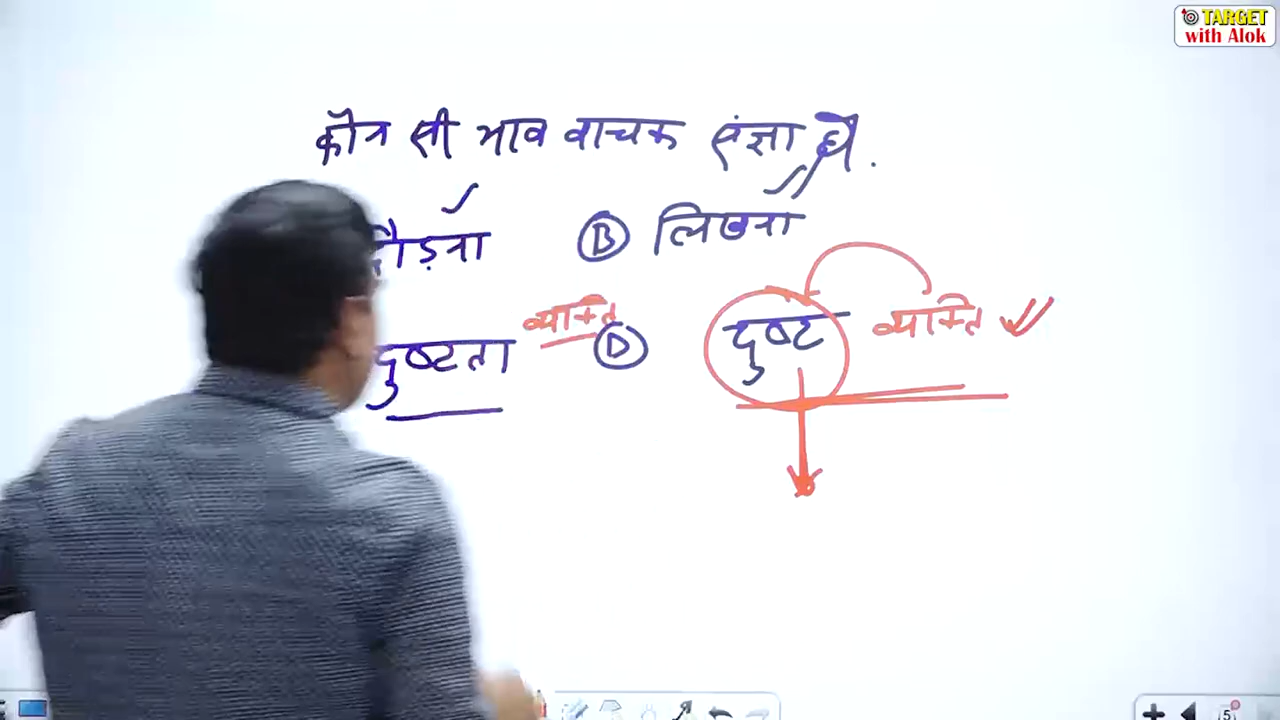 TARGET
with Alok
कौन सी भाव वाचक संज्ञा है.
दौड़ना B लिखना
दुष्टता व्यक्ति D दुष्ट व्यक्ति